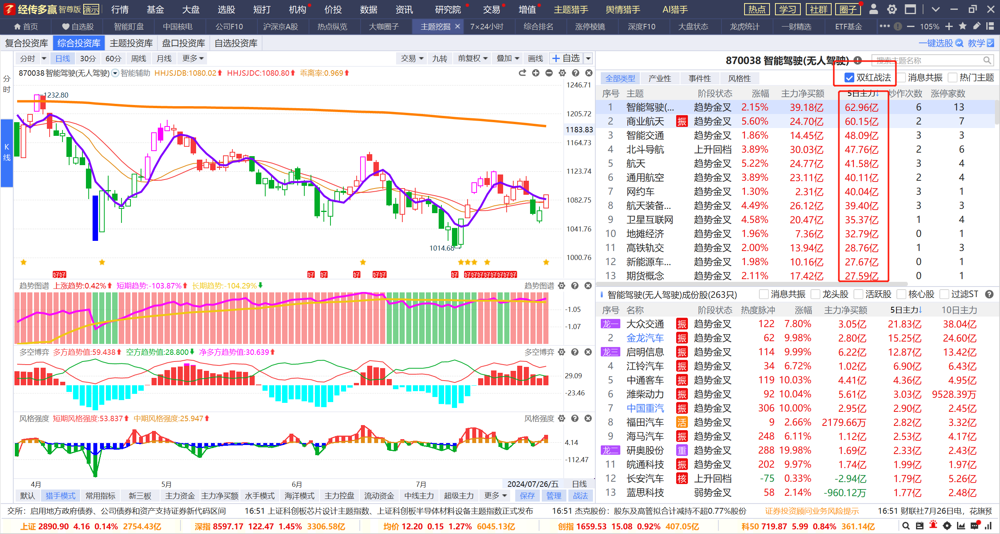 经传多赢 智尊版 演示 行情 基金 大盘 选股 短打 机构 价投 数据 资讯 研究院 交易 增值 主题猎手 舆情猎手 AI猎手 热点 学习 社群 圈子
首页 自选股 智能盯盘 中国核电 公司F10 沪深京A股 热点纵览 大咖圈子 主题挖掘 7×24小时 综合排名 涨停棱镜 深度F10 大盘状态 龙虎统计 一财精选 ETF基金 105%
复合投资库 综合投资库 主题投资库 盘口投资库 自选投资库 一键选股 教学
分时 日线 30分 60分 周线 月线 更多 交易 九转 前复权 叠加 画线 自选
分时
K线
870038 智能驾驶(无人驾驶) 智能辅助 HHJSJDB:1080.02 HHJSJDC:1080.80 乖离率:0.969
1246.71
1232.80
1205.72
1183.83
1164.73
1123.74
1082.75
1041.76
1014.68
1000.76
好好 好 好 好 好好 好 好好好好好好好好
趋势图谱 上涨趋势:0.42% 短期趋势:-103.87% 长期趋势:-104.29% 趋势图谱
-1.05
-1.07
多空博弈 多方趋势值:59.438 空方趋势值:28.800 净多方趋势值:30.639 多空博弈
29.09
-23.46
风格强度 短期风格强度:53.837 中期风格强度:25.947 风格强度
4.14
-112.47
4月 5月 6月 7月 2024/07/26/五 日线
默认 猎手模式 常用指标 新三板 主力资金 主力净买额 水手模式 海洋模式 主力控盘 流动资金 中线主力 超级主力 更多 保存 管理 战法
870038 智能驾驶(无人驾驶) 搜索主题名称
全部类型 产业性 事件性 风格性 双红战法 消息共振 热门主题
序号 主题 阶段状态 涨幅 主力净买额 5日主力↓ 炒作次数 涨停家数
1 智能驾驶(... 趋势金叉 2.15% 39.18亿 62.96亿 6 13
2 商业航天 振 趋势金叉 5.60% 24.70亿 60.15亿 2 7
3 智能交通 趋势金叉 1.86% 14.45亿 48.09亿 3 3
4 北斗导航 上升回档 3.89% 30.03亿 47.76亿 2 6
5 航天 趋势金叉 5.22% 24.77亿 41.58亿 3 4
6 通用航空 趋势金叉 3.89% 23.11亿 40.11亿 2 4
7 网约车 趋势金叉 1.30% 2.31亿 40.04亿 3 1
8 航天装备... 趋势金叉 4.49% 26.12亿 39.40亿 3 3
9 卫星互联网 趋势金叉 4.58% 20.47亿 35.37亿 1 4
10 地摊经济 趋势金叉 1.96% 7.36亿 32.79亿 0 1
11 高铁轨交 趋势金叉 2.00% 13.94亿 28.76亿 1 3
12 新能源车... 趋势金叉 1.98% 10.16亿 27.67亿 0 1
13 期货概念 趋势金叉 2.11% 17.42亿 27.59亿 0 1
智能驾驶(无人驾驶)成份股(263只) 消息共振 龙头股 活跃股 核心股 过滤ST
序号 名称 阶段状态 热度脉冲 涨幅 主力净买额 5日主力↓ 10日主力
龙一 大众交通 振 趋势金叉 122 7.80% 3.05亿 21.83亿 38.04亿
2 金龙汽车 振 趋势金叉 62 9.98% 2.80亿 15.25亿 24.60亿
龙三 启明信息 振 趋势金叉 114 9.99% 6.22亿 12.87亿 13.42亿
4 江铃汽车 振 趋势金叉 34 6.72% 1.02亿 6.90亿 6.43亿
5 中通客车 振 趋势金叉 119 10.03% 4.41亿 4.36亿 4.95亿
6 潍柴动力 振 趋势金叉 92 10.04% 5.61亿 3.03亿 9528.39万
7 中国重汽 振 趋势金叉 306 10.00% 2.95亿 2.90亿 2.45亿
8 福田汽车 活 趋势金叉 9 2.66% 2179.66万 2.82亿 3.32亿
9 海马汽车 振 趋势金叉 248 6.11% 1.12亿 2.53亿 4.17亿
龙二 研奥股份 重 趋势金叉 288 19.98% 1.69亿 2.33亿 2.43亿
11 皖通科技 振 趋势金叉 202 9.97% 1.74亿 1.99亿 1.97亿
12 长安汽车 核 上升回档 -75 0.33% -2.94亿 1.79亿 5.26亿
13 蓝思科技 弱势金叉 58 2.14% -960.12万 1.77亿 2.48亿
交所：启用地方政府债券、公司债券和资产支持证券新代码区间 16:51 上证科创板芯片设计主题指数、上证科创板半导体材料设备主题指数正式发布 16:51 杰克股份：股东及高管拟合计减持不超0.77%股份 证券投资顾问业务风险提示 16:51 财联社7月26日电，花旗预
上证 2890.90 4.16 0.14% 2754.43亿 深指 8597.17 122.47 1.45% 3306.58亿 均价 12.20 0.15 1.27% 6045.13亿 创指 1659.53 15.08 0.92% 407.05亿 科50 719.87 5.99 0.84% 361.14亿